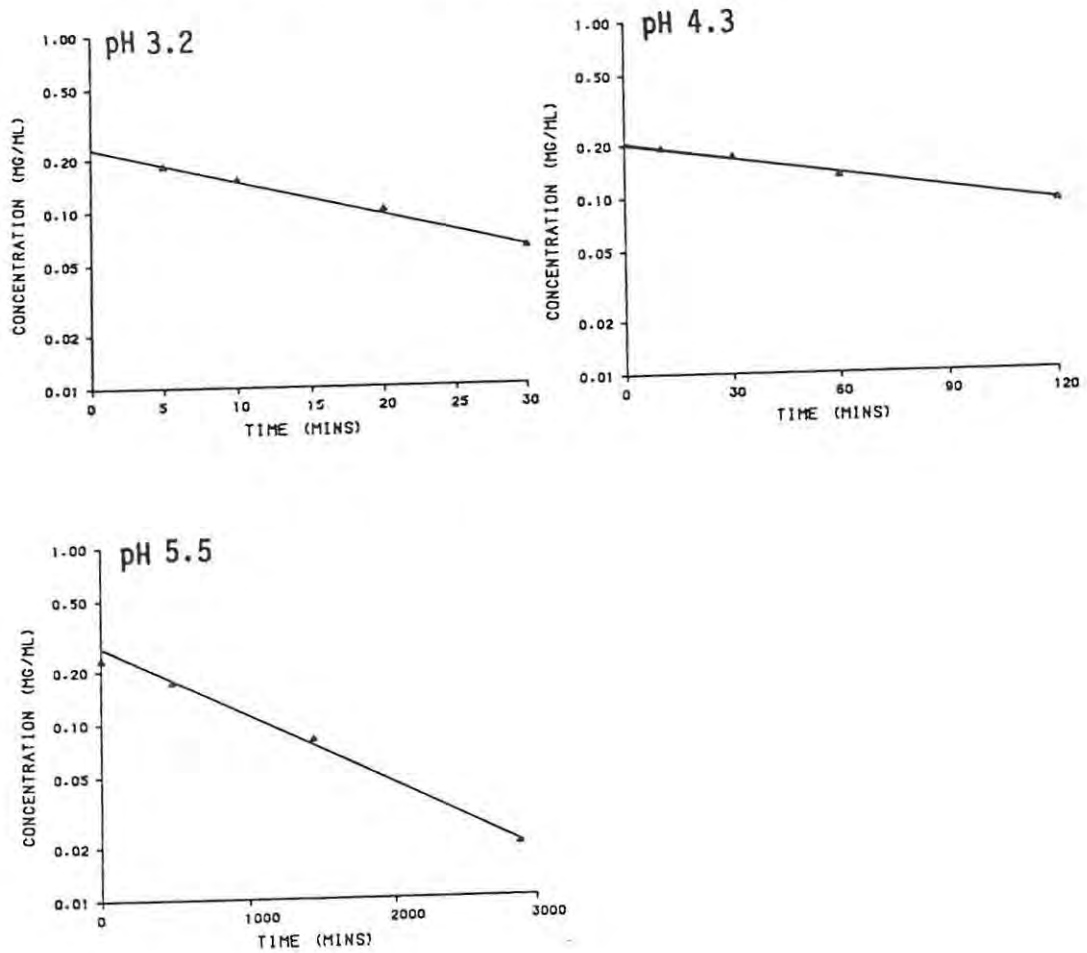 pH 3.2
1.00
0.50
0.20
0.10
0.05
0.02
0.01
CONCENTRATION (MG/ML)
0 5 10 15 20 25 30
TIME (MINS)
pH 4.3
1.00
0.50
0.20
0.10
0.05
0.02
0.01
CONCENTRATION (MG/ML)
0 30 60 90 120
TIME (MINS)
pH 5.5
1.00
0.50
0.20
0.10
0.05
0.02
0.01
CONCENTRATION (MG/ML)
0 1000 2000 3000
TIME (MINS)